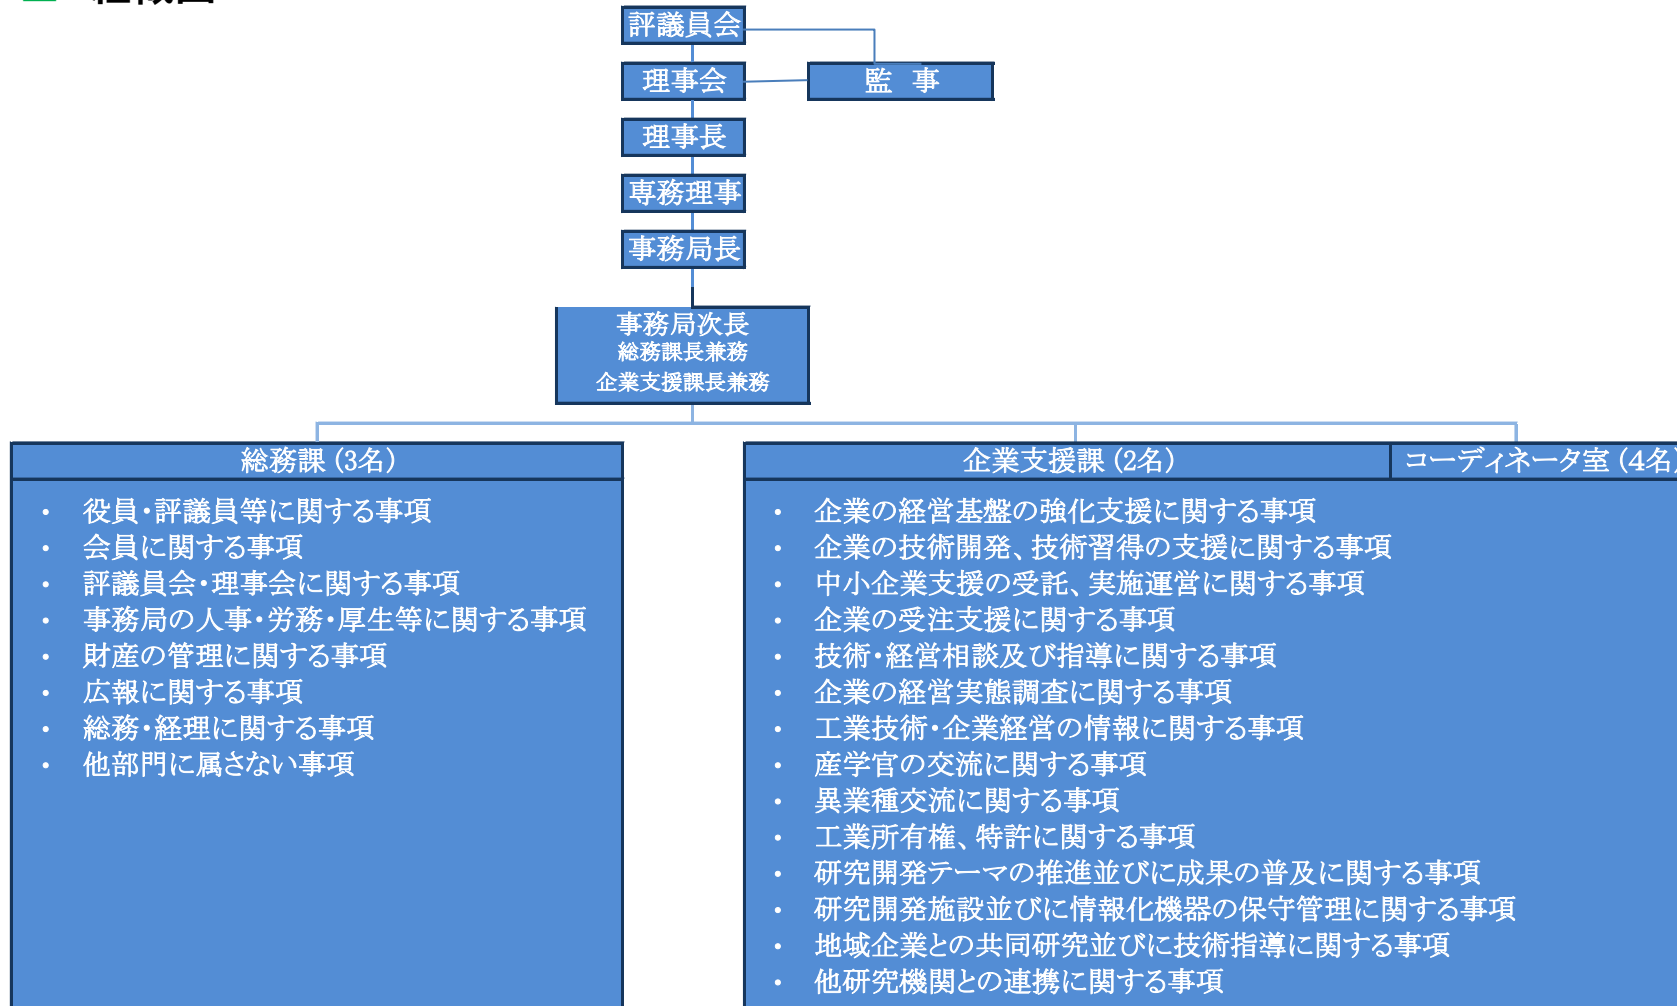 評議員会
理事会
監 事
理事長
専務理事
事務局長
事務局次長
総務課長兼務
企業支援課長兼務
総務課 (3名)
・ 役員・評議員等に関する事項
・ 会員に関する事項
・ 評議員会・理事会に関する事項
・ 事務局の人事・労務・厚生等に関する事項
・ 財産の管理に関する事項
・ 広報に関する事項
・ 総務・経理に関する事項
・ 他部門に属さない事項
企業支援課 (2名)
コーディネータ室 (4名)
・ 企業の経営基盤の強化支援に関する事項
・ 企業の技術開発、技術習得の支援に関する事項
・ 中小企業支援の受託、実施運営に関する事項
・ 企業の受注支援に関する事項
・ 技術・経営相談及び指導に関する事項
・ 企業の経営実態調査に関する事項
・ 工業技術・企業経営の情報に関する事項
・ 産学官の交流に関する事項
・ 異業種交流に関する事項
・ 工業所有権、特許に関する事項
・ 研究開発テーマの推進並びに成果の普及に関する事項
・ 研究開発施設並びに情報化機器の保守管理に関する事項
・ 地域企業との共同研究並びに技術指導に関する事項
・ 他研究機関との連携に関する事項